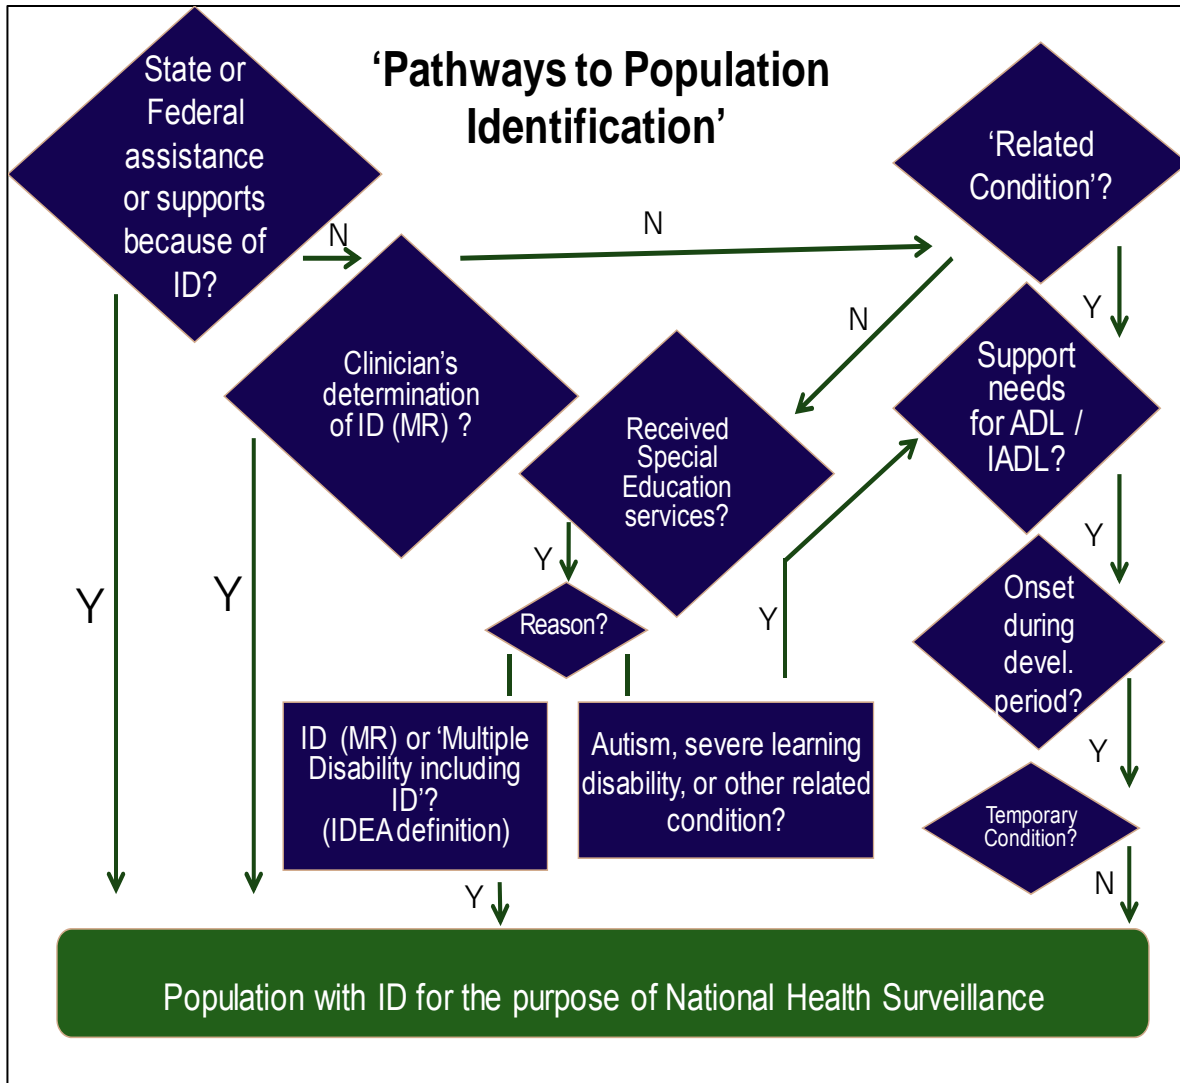 ‘Pathways to Population
Identification’
State or
Federal
assistance
or supports
because of
ID?
N
Y
Clinician’s
determination
of ID (MR) ?
N
Y
‘Related
Condition’?
N
Y
Received
Special
Education
services?
Y
Reason?
ID (MR) or ‘Multiple
Disability including
ID’?
(IDEA definition)
Y
Autism, severe learning
disability, or other related
condition?
Y
Support
needs
for ADL /
IADL?
Y
Onset
during
devel.
period?
Y
Temporary
Condition?
N
Population with ID for the purpose of National Health Surveillance